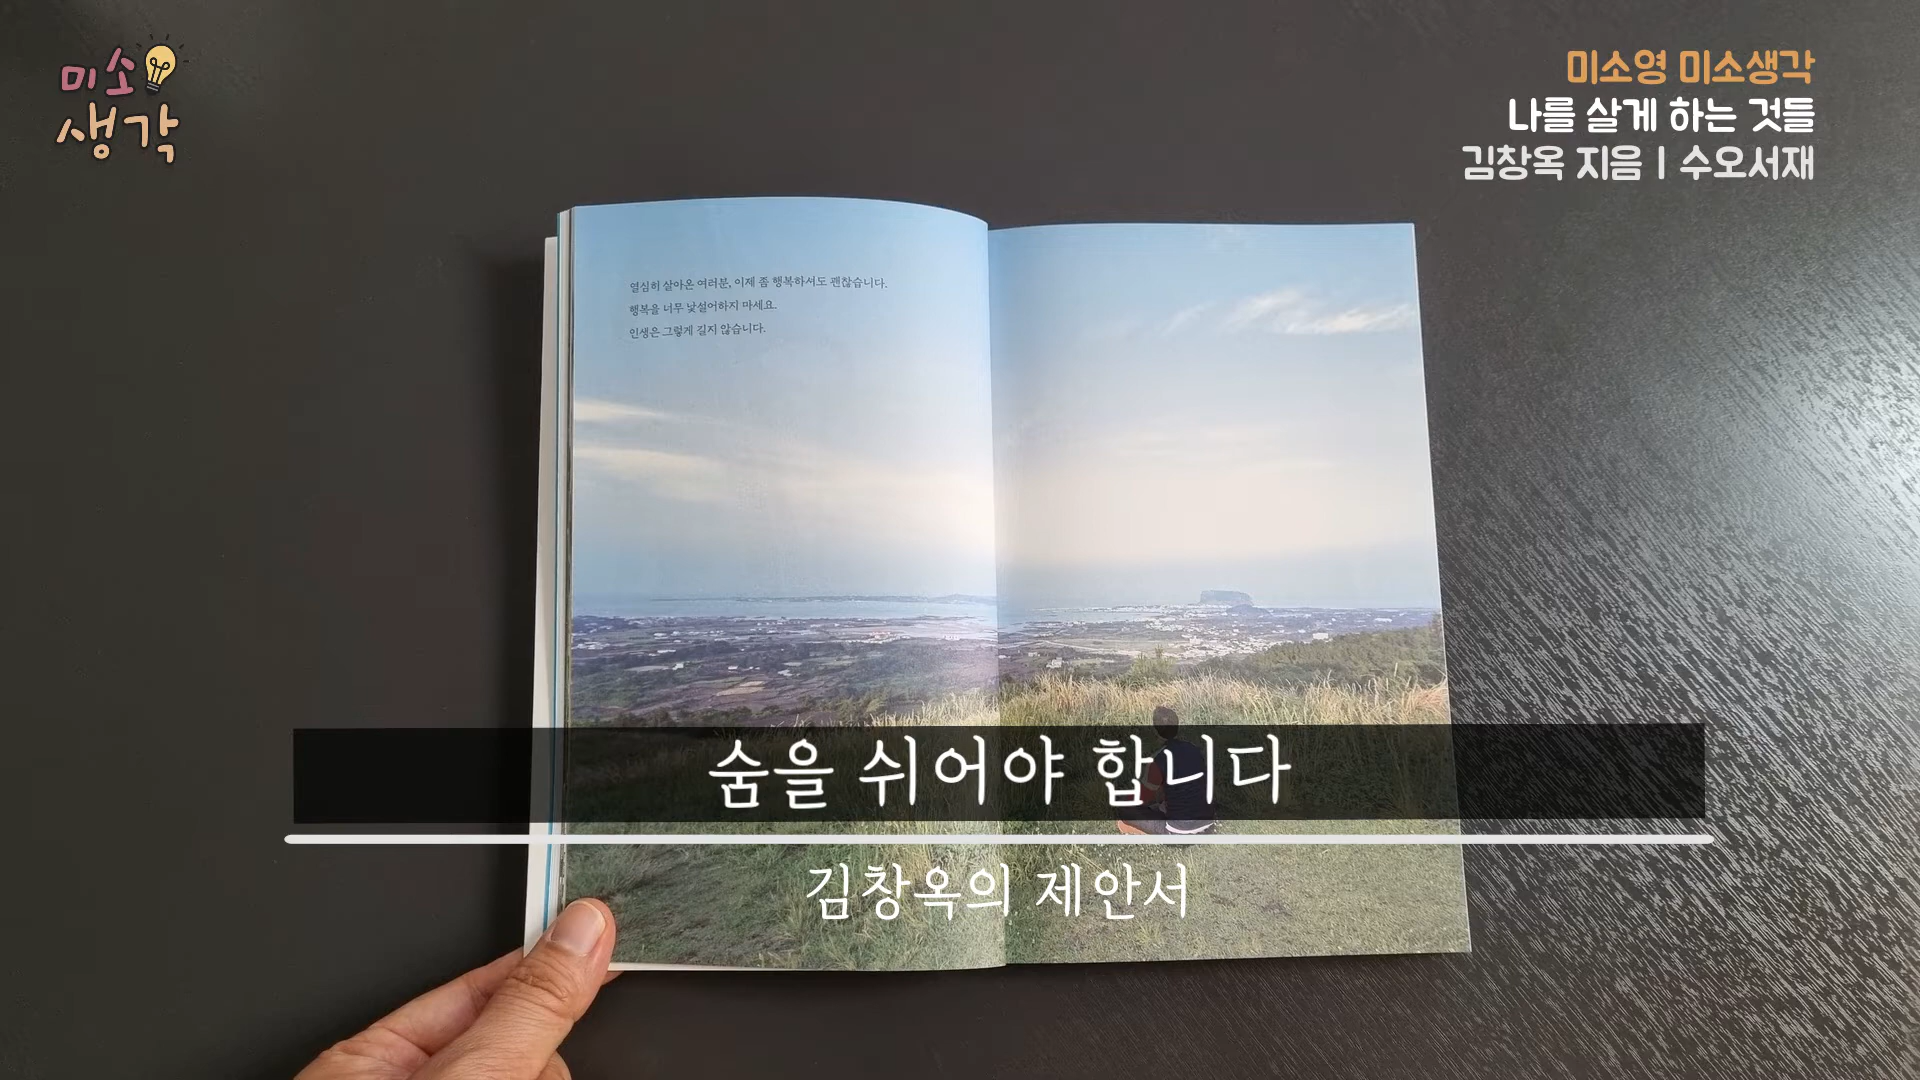 미소
생각
미소영 미소생각
나를 살게 하는 것들
김창옥 지음 | 수오서재
열심히 살아온 여러분, 이제 좀 행복하셔도 괜찮습니다.
행복을 너무 낯설어하지 마세요.
인생은 그렇게 길지 않습니다.
숨을 쉬어야 합니다
김창옥의 제안서